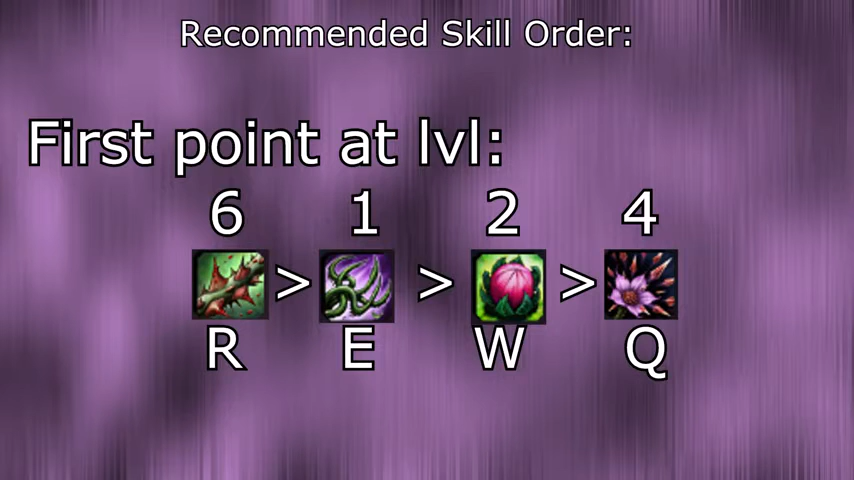 Recommended Skill Order:
First point at lvl:
6 1 2 4
> > >
R E W Q